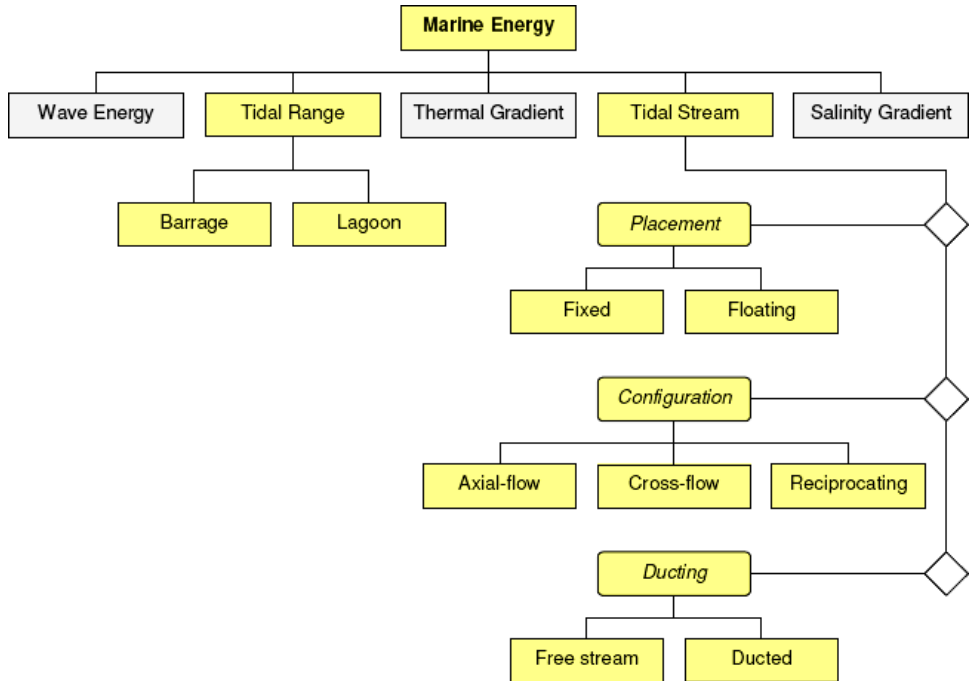 Marine Energy
Wave Energy
Tidal Range
Thermal Gradient
Tidal Stream
Salinity Gradient
Barrage
Lagoon
Placement
Fixed
Floating
Configuration
Axial-flow
Cross-flow
Reciprocating
Ducting
Free stream
Ducted